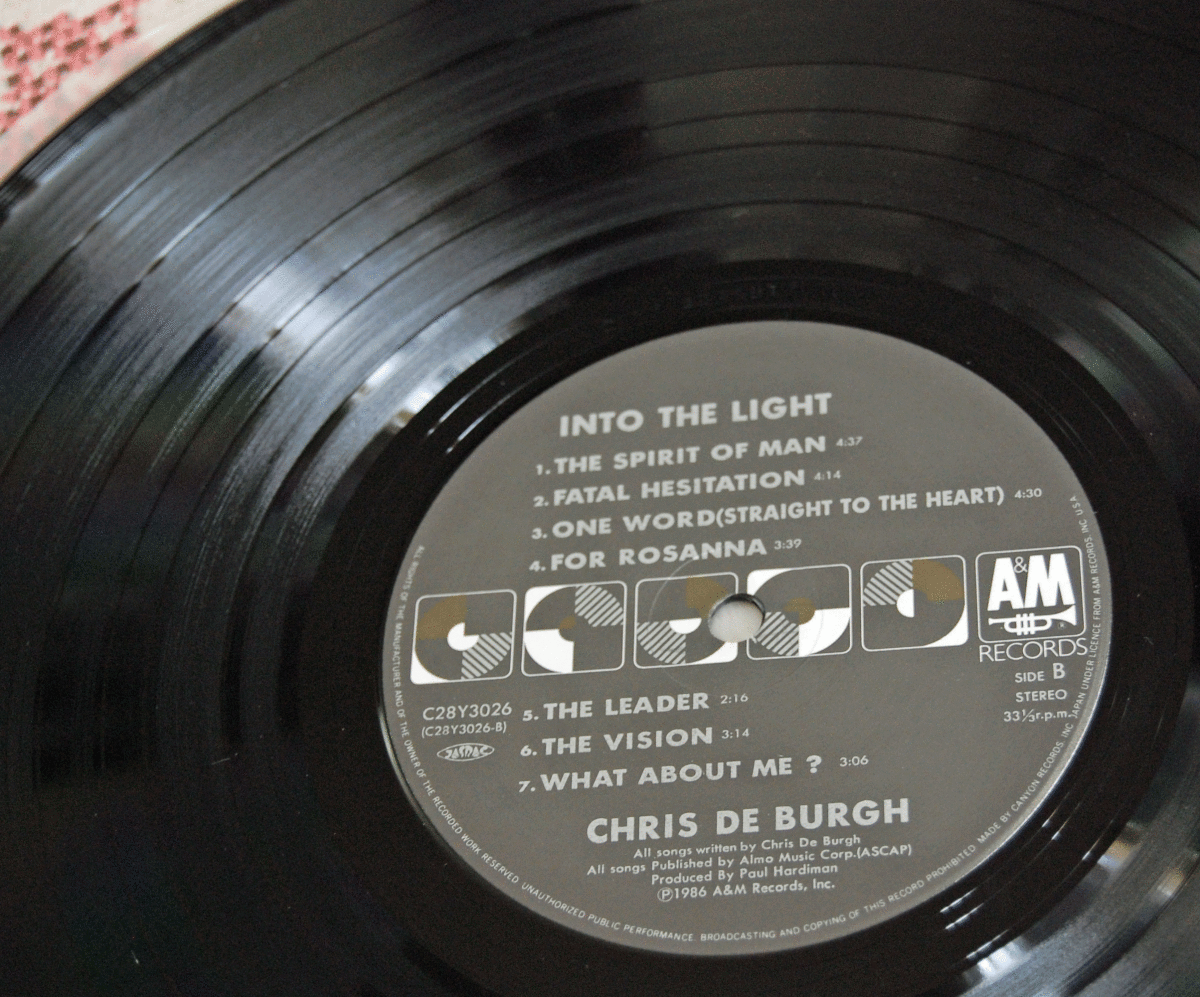 INTO THE LIGHT
1. THE SPIRIT OF MAN 4:37
2. FATAL HESITATION 4:14
3. ONE WORD(STRAIGHT TO THE HEART) 4:30
4. FOR ROSANNA 3:39
A&M
®
RECORDS
SIDE B
STEREO
33⅓r.p.m.
C28Y3026
(C28Y3026-B)
JASRAC
5. THE LEADER 2:16
6. THE VISION 3:14
7. WHAT ABOUT ME ? 3:06
CHRIS DE BURGH
All songs written by Chris De Burgh
All songs Published by Almo Music Corp.(ASCAP)
Produced By Paul Hardiman
Ⓟ1986 A&M Records, Inc.
ALL RIGHTS OF THE MANUFACTURER AND OF THE OWNER OF THE RECORDED WORK RESERVED. UNAUTHORIZED PUBLIC PERFORMANCE. BROADCASTING AND COPYING OF THIS RECORD PROHIBITED. MADE BY CANYON RECORDS, INC. JAPAN UNDER LICENCE FROM A&M RECORDS, INC. U.S.A.